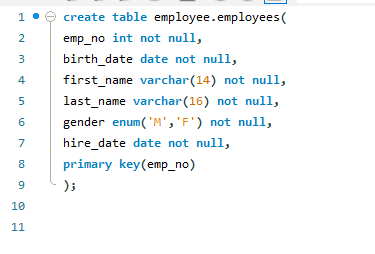 1 create table employee.employees(
2 emp_no int not null,
3 birth_date date not null,
4 first_name varchar(14) not null,
5 last_name varchar(16) not null,
6 gender enum('M','F') not null,
7 hire_date date not null,
8 primary key(emp_no)
9 );
10
11